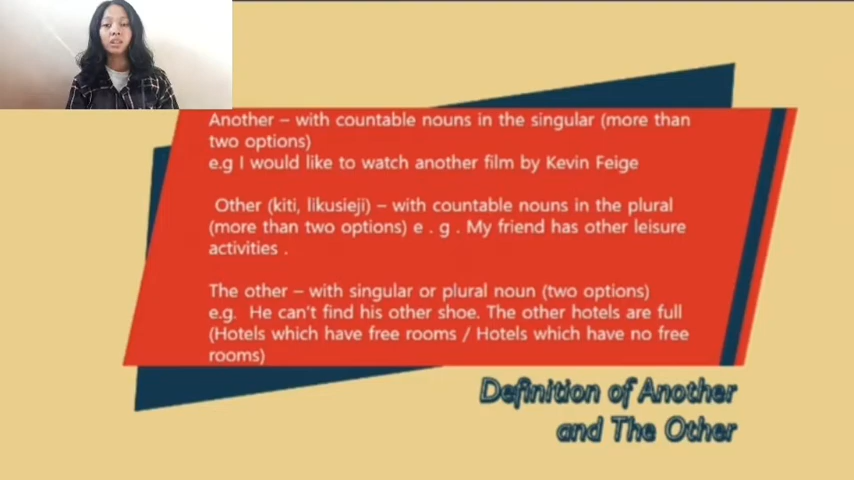 Another – with countable nouns in the singular (more than
two options)
e.g I would like to watch another film by Kevin Feige
Other (kiti, likusieji) – with countable nouns in the plural
(more than two options) e . g . My friend has other leisure
activities .
The other – with singular or plural noun (two options)
e.g. He can't find his other shoe. The other hotels are full
(Hotels which have free rooms / Hotels which have no free
rooms)
Definition of Another
and The Other